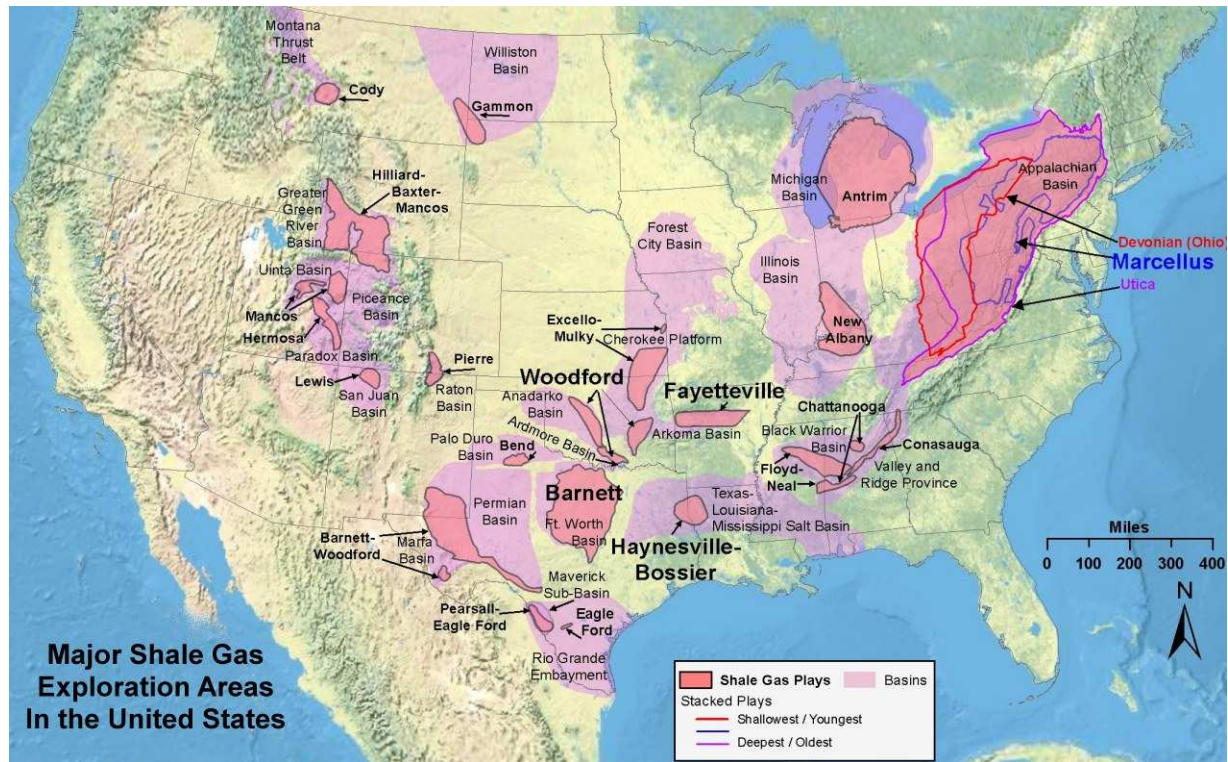 Montana
Thrust
Belt
Cody
Williston
Basin
Gammon
Hilliard-
Baxter-
Mancos
Greater
Green
River
Basin
Uinta Basin
Mancos
Piceance
Basin
Hermosa
Paradox Basin
Lewis
San Juan
Basin
Pierre
Raton
Basin
Michigan
Basin
Antrim
Appalachian
Basin
Devonian (Ohio)
Marcellus
Utica
Forest
City Basin
Illinois
Basin
New
Albany
Excello-
Mulky
Cherokee Platform
Woodford
Anadarko
Basin
Ardmore Basin
Fayetteville
Arkoma Basin
Palo Duro
Basin
Bend
Chattanooga
Black Warrior
Basin
Conasauga
Floyd-
Neal
Valley and
Ridge Province
Barnett
Ft. Worth
Basin
Permian
Basin
Barnett-
Woodford
Marfa
Basin
Texas-
Louisiana-
Mississippi Salt Basin
Haynesville-
Bossier
Maverick
Sub-Basin
Pearsall-
Eagle Ford
Eagle
Ford
Rio Grande
Embayment
Miles
0 100 200 300 400
N
Major Shale Gas
Exploration Areas
In the United States
Shale Gas Plays Basins
Stacked Plays
Shallowest / Youngest
Deepest / Oldest